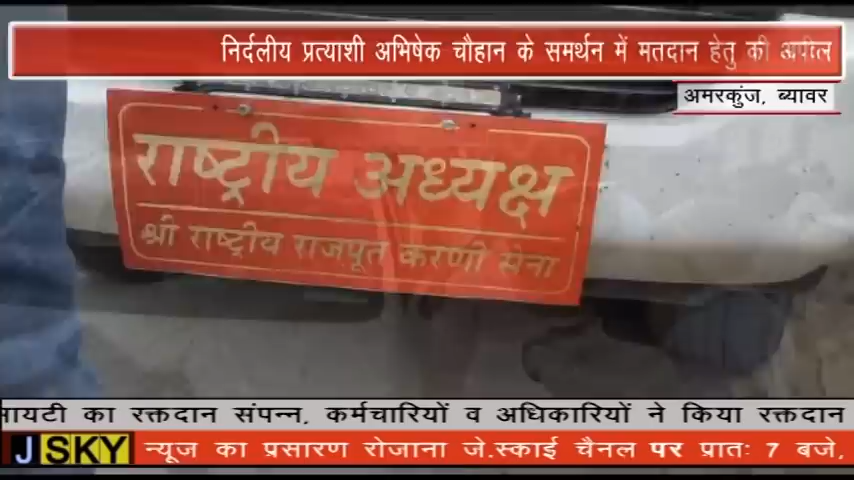 निर्दलीय प्रत्याशी अभिषेक चौहान के समर्थन में मतदान हेतु की अपील
अमरकुंज, ब्यावर
राष्ट्रीय अध्यक्ष
श्री राष्ट्रीय राजपूत करणी सेना
मायटी का रक्तदान संपन्न, कर्मचारियों व अधिकारियों ने किया रक्तदान
J SKY न्यूज का प्रसारण रोजाना जे.स्काई चैनल पर प्रातः 7 बजे,